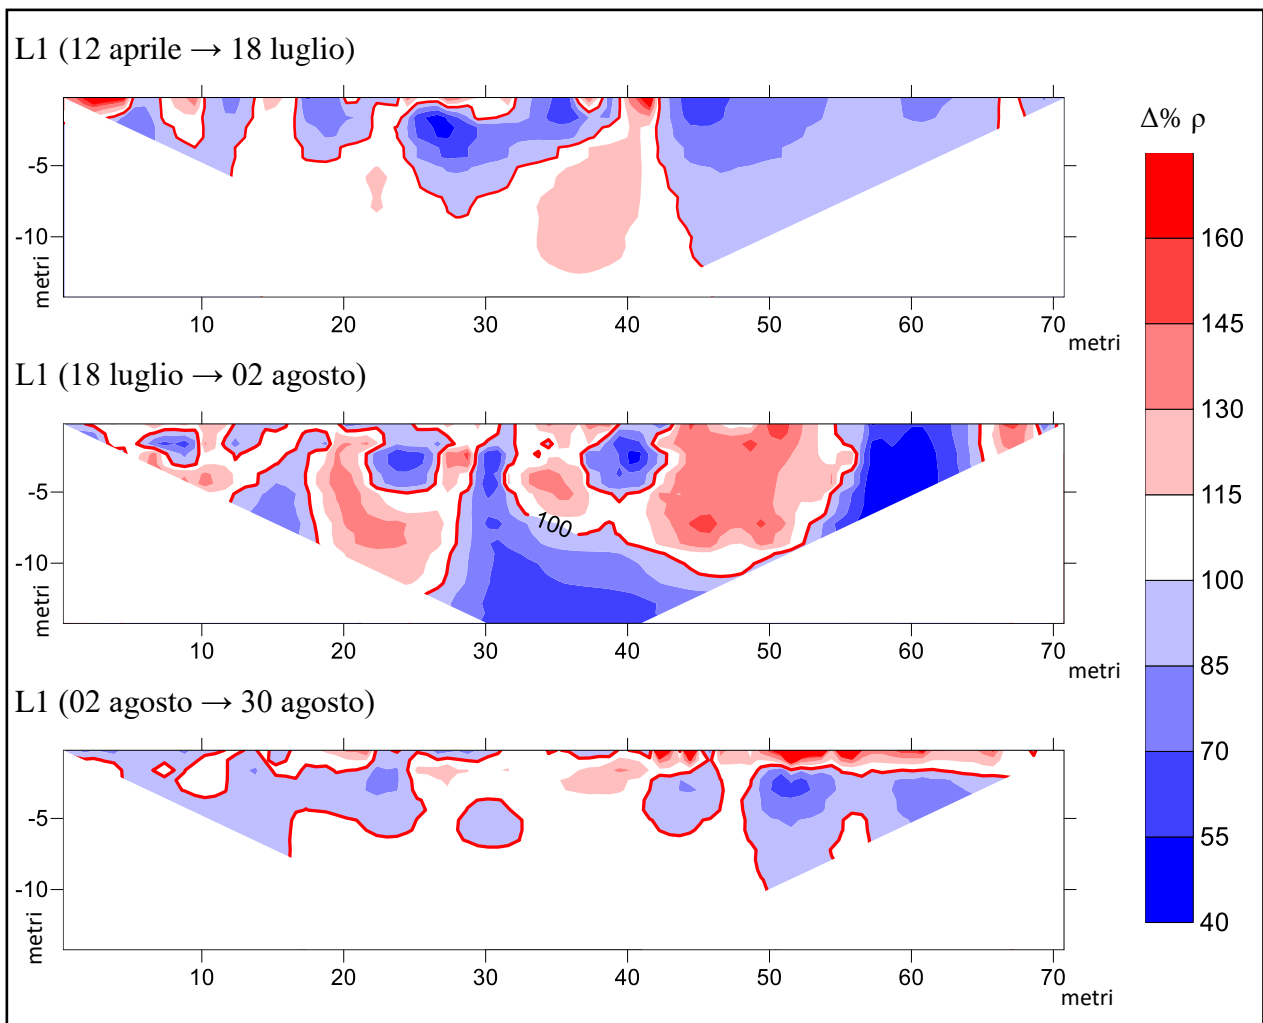 L1 (12 aprile → 18 luglio)
-5
-10
metri
10 20 30 40 50 60 70
metri
L1 (18 luglio → 02 agosto)
100
-5
-10
metri
10 20 30 40 50 60 70
metri
L1 (02 agosto → 30 agosto)
-5
-10
metri
10 20 30 40 50 60 70
metri
Δ% ρ
160
145
130
115
100
85
70
55
40